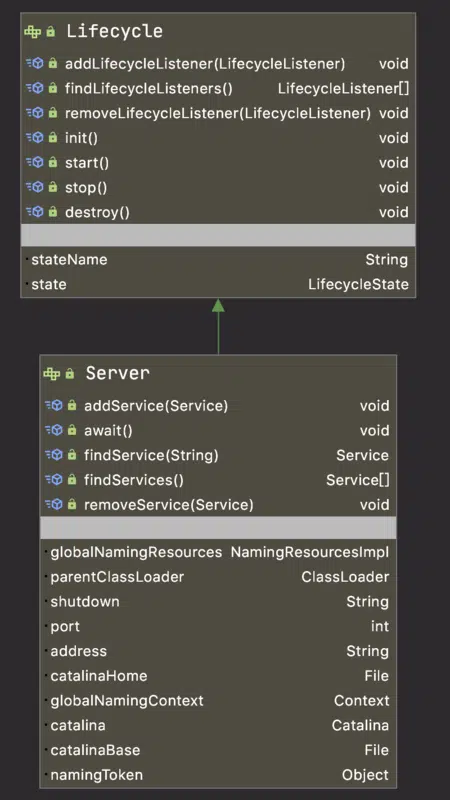 Lifecycle
addLifecycleListener(LifecycleListener) void
findLifecycleListeners() LifecycleListener[]
removeLifecycleListener(LifecycleListener) void
init() void
start() void
stop() void
destroy() void
stateName String
state LifecycleState
Server
addService(Service) void
await() void
findService(String) Service
findServices() Service[]
removeService(Service) void
globalNamingResources NamingResourcesImpl
parentClassLoader ClassLoader
shutdown String
port int
address String
catalinaHome File
globalNamingContext Context
catalina Catalina
catalinaBase File
namingToken Object